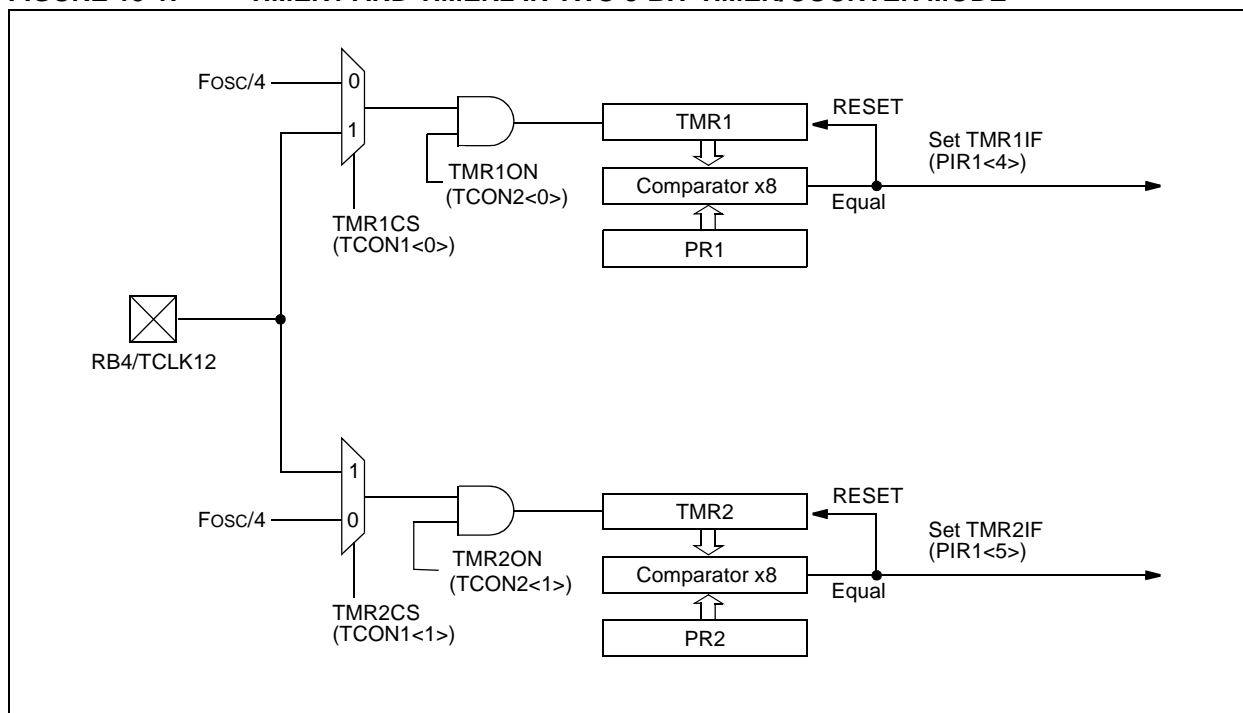 Fosc/4
0
1
TMR1CS
(TCON1<0>)
TMR1ON
(TCON2<0>)
TMR1
Comparator x8
PR1
RESET
Equal
Set TMR1IF
(PIR1<4>)
RB4/TCLK12
1
Fosc/4
0
TMR2CS
(TCON1<1>)
TMR2ON
(TCON2<1>)
TMR2
Comparator x8
PR2
RESET
Equal
Set TMR2IF
(PIR1<5>)